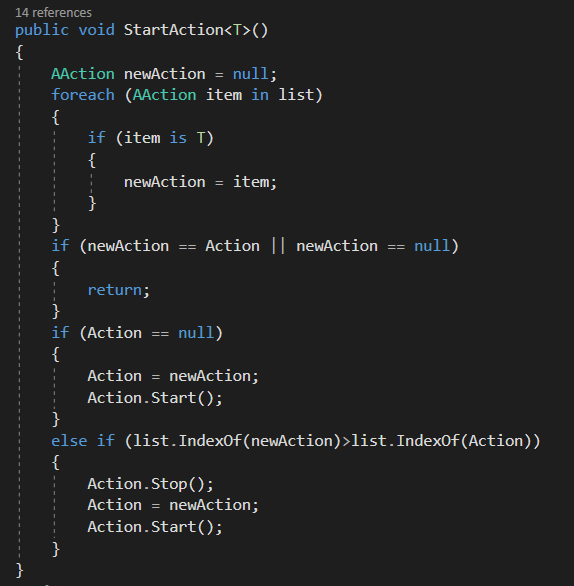 14 references
public void StartAction<T>()
{
    AAction newAction = null;
    foreach (AAction item in list)
    {
        if (item is T)
        {
            newAction = item;
        }
    }
    if (newAction == Action || newAction == null)
    {
        return;
    }
    if (Action == null)
    {
        Action = newAction;
        Action.Start();
    }
    else if (list.IndexOf(newAction)>list.IndexOf(Action))
    {
        Action.Stop();
        Action = newAction;
        Action.Start();
    }
}